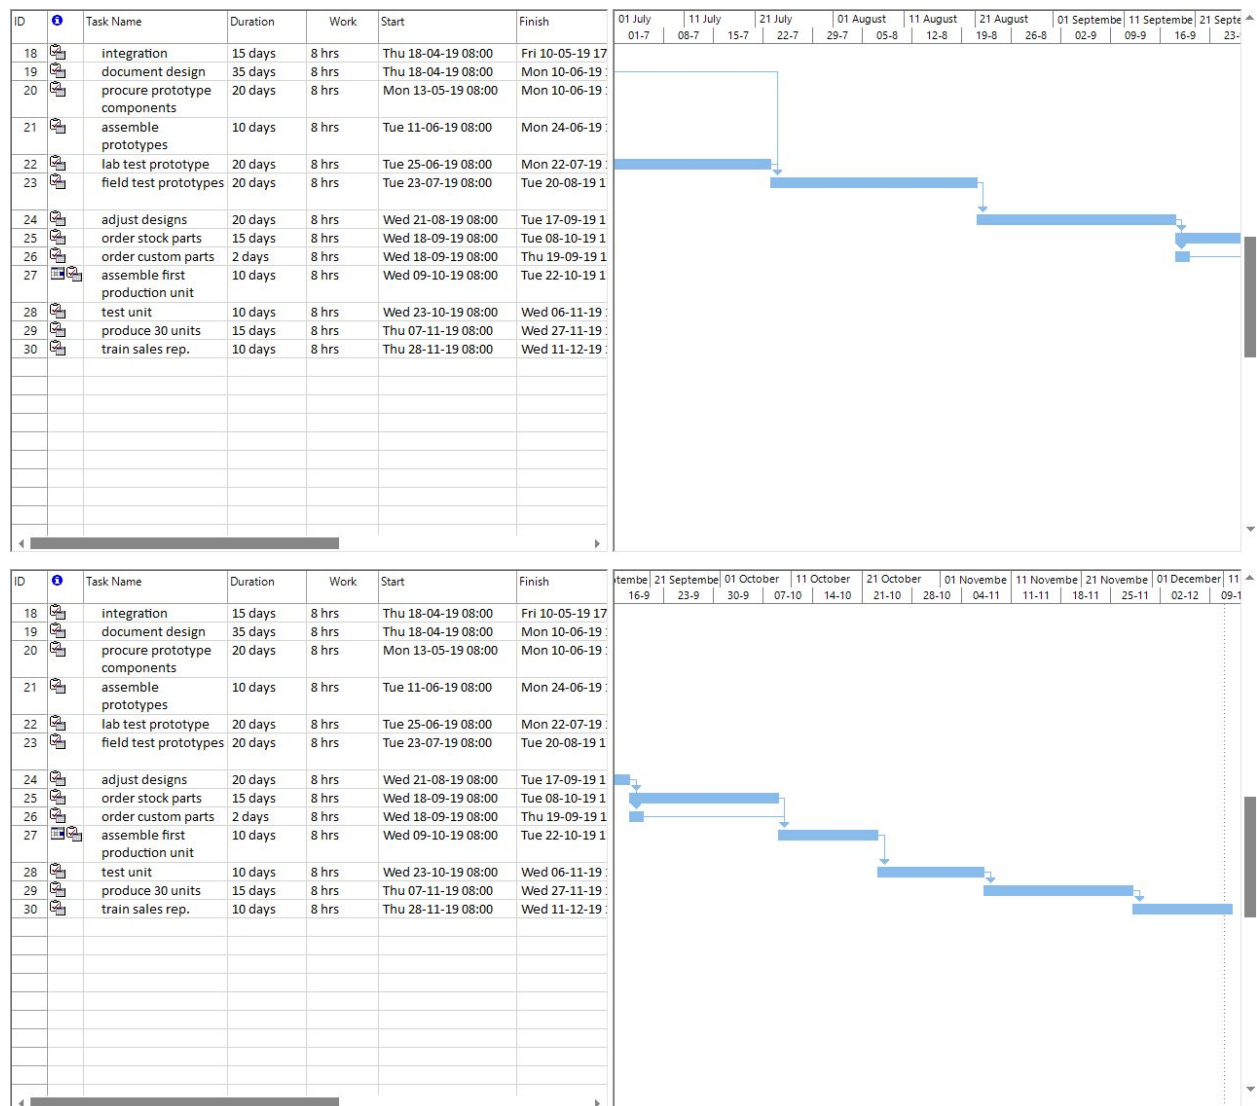 ID Task Name Duration Work Start Finish
01 July 11 July 21 July 01 August 11 August 21 August 01 Septembe 11 Septembe 21 Septe
01-7 08-7 15-7 22-7 29-7 05-8 12-8 19-8 26-8 02-9 09-9 16-9 23-
18 integration 15 days 8 hrs Thu 18-04-19 08:00 Fri 10-05-19 17
19 document design 35 days 8 hrs Thu 18-04-19 08:00 Mon 10-06-19 1
20 procure prototype 20 days 8 hrs Mon 13-05-19 08:00 Mon 10-06-19
components
21 assemble 10 days 8 hrs Tue 11-06-19 08:00 Mon 24-06-19
prototypes
22 lab test prototype 20 days 8 hrs Tue 25-06-19 08:00 Mon 22-07-19
23 field test prototypes 20 days 8 hrs Tue 23-07-19 08:00 Tue 20-08-19 1
24 adjust designs 20 days 8 hrs Wed 21-08-19 08:00 Tue 17-09-19 1
25 order stock parts 15 days 8 hrs Wed 18-09-19 08:00 Tue 08-10-19 1
26 order custom parts 2 days 8 hrs Wed 18-09-19 08:00 Thu 19-09-19 1
27 assemble first 10 days 8 hrs Wed 09-10-19 08:00 Tue 22-10-19 1
production unit
28 test unit 10 days 8 hrs Wed 23-10-19 08:00 Wed 06-11-19
29 produce 30 units 15 days 8 hrs Thu 07-11-19 08:00 Wed 27-11-19
30 train sales rep. 10 days 8 hrs Thu 28-11-19 08:00 Wed 11-12-19
ID Task Name Duration Work Start Finish
tembe 21 Septembe 01 October 11 October 21 October 01 Novembe 11 Novembe 21 Novembe 01 December 11
16-9 23-9 30-9 07-10 14-10 21-10 28-10 04-11 11-11 18-11 25-11 02-12 09-1
18 integration 15 days 8 hrs Thu 18-04-19 08:00 Fri 10-05-19 17
19 document design 35 days 8 hrs Thu 18-04-19 08:00 Mon 10-06-19 1
20 procure prototype 20 days 8 hrs Mon 13-05-19 08:00 Mon 10-06-19
components
21 assemble 10 days 8 hrs Tue 11-06-19 08:00 Mon 24-06-19
prototypes
22 lab test prototype 20 days 8 hrs Tue 25-06-19 08:00 Mon 22-07-19
23 field test prototypes 20 days 8 hrs Tue 23-07-19 08:00 Tue 20-08-19 1
24 adjust designs 20 days 8 hrs Wed 21-08-19 08:00 Tue 17-09-19 1
25 order stock parts 15 days 8 hrs Wed 18-09-19 08:00 Tue 08-10-19 1
26 order custom parts 2 days 8 hrs Wed 18-09-19 08:00 Thu 19-09-19 1
27 assemble first 10 days 8 hrs Wed 09-10-19 08:00 Tue 22-10-19 1
production unit
28 test unit 10 days 8 hrs Wed 23-10-19 08:00 Wed 06-11-19
29 produce 30 units 15 days 8 hrs Thu 07-11-19 08:00 Wed 27-11-19
30 train sales rep. 10 days 8 hrs Thu 28-11-19 08:00 Wed 11-12-19